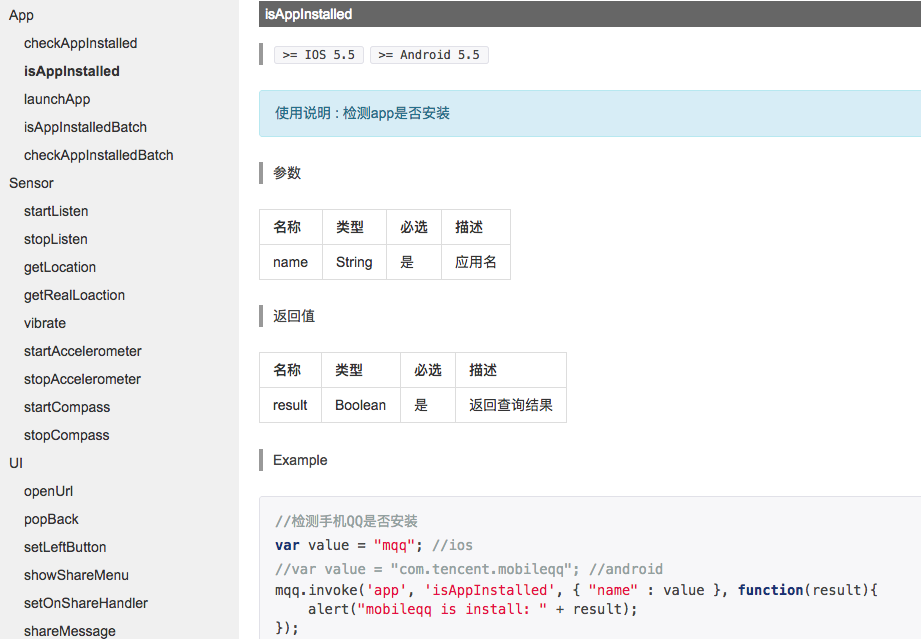 App
checkAppInstalled
isAppInstalled
launchApp
isAppInstalledBatch
checkAppInstalledBatch
Sensor
startListen
stopListen
getLocation
getRealLoaction
vibrate
startAccelerometer
stopAccelerometer
startCompass
stopCompass
UI
openUrl
popBack
setLeftButton
showShareMenu
setOnShareHandler
shareMessage
isAppInstalled
>= IOS 5.5 >= Android 5.5
使用说明 : 检测app是否安装
参数
名称 类型 必选 描述
name String 是 应用名
返回值
名称 类型 必选 描述
result Boolean 是 返回查询结果
Example
//检测手机QQ是否安装
var value = "mqq"; //ios
//var value = "com.tencent.mobileqq"; //android
mqq.invoke('app', 'isAppInstalled', { "name" : value }, function(result){
alert("mobileqq is install: " + result);
});